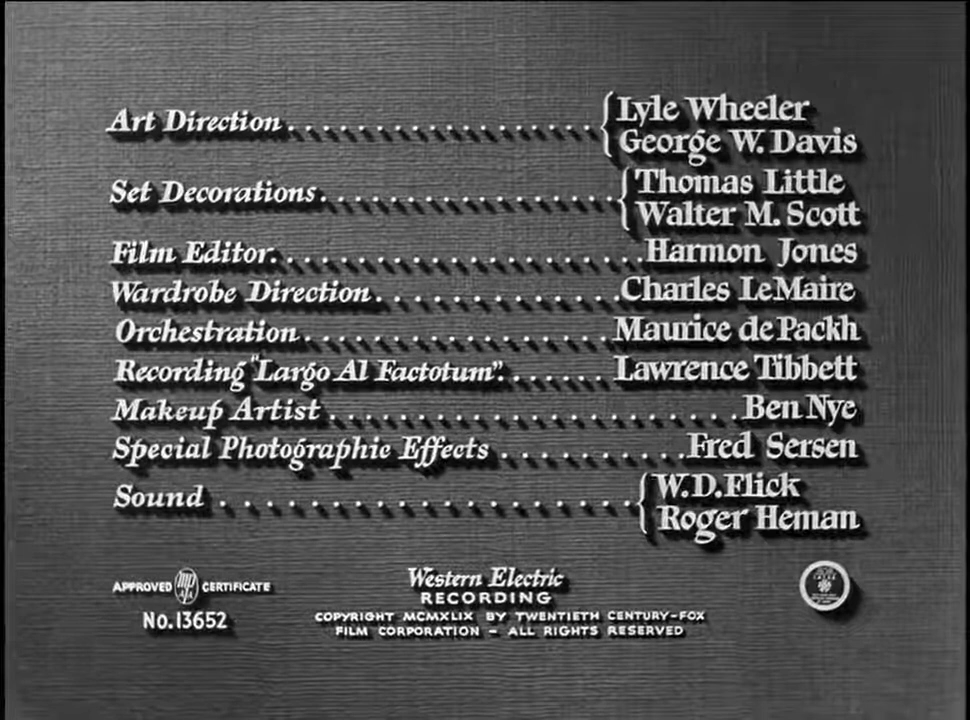 Art Direction.............................{Lyle Wheeler
George W. Davis
Set Decorations............................{Thomas Little
Walter M. Scott
Film Editor..................................Harmon Jones
Wardrobe Direction.......................Charles LeMaire
Orchestration.............................Maurice de Packh
Recording "Largo Al Factotum".......Lawrence Tibbett
Makeup Artist.......................................Ben Nye
Special Photographic Effects..........Fred Sersen
Sound ....................................{W.D.Flick
Roger Heman
APPROVED MPAA CERTIFICATE
No.13652
Western Electric
RECORDING
COPYRIGHT MCMXLIX BY TWENTIETH CENTURY-FOX
FILM CORPORATION - ALL RIGHTS RESERVED